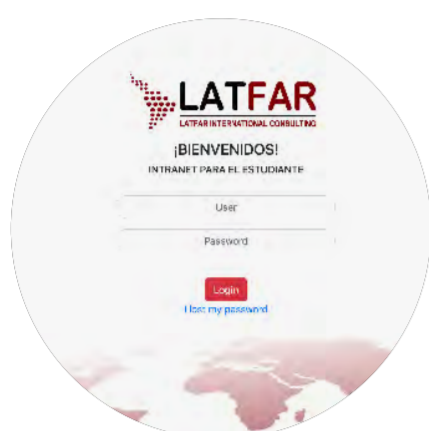 LATFAR
LATFAR INTERNATIONAL CONSULTING
¡BIENVENIDOS!
INTRANET PARA EL ESTUDIANTE
User
Password
Login
I lost my password